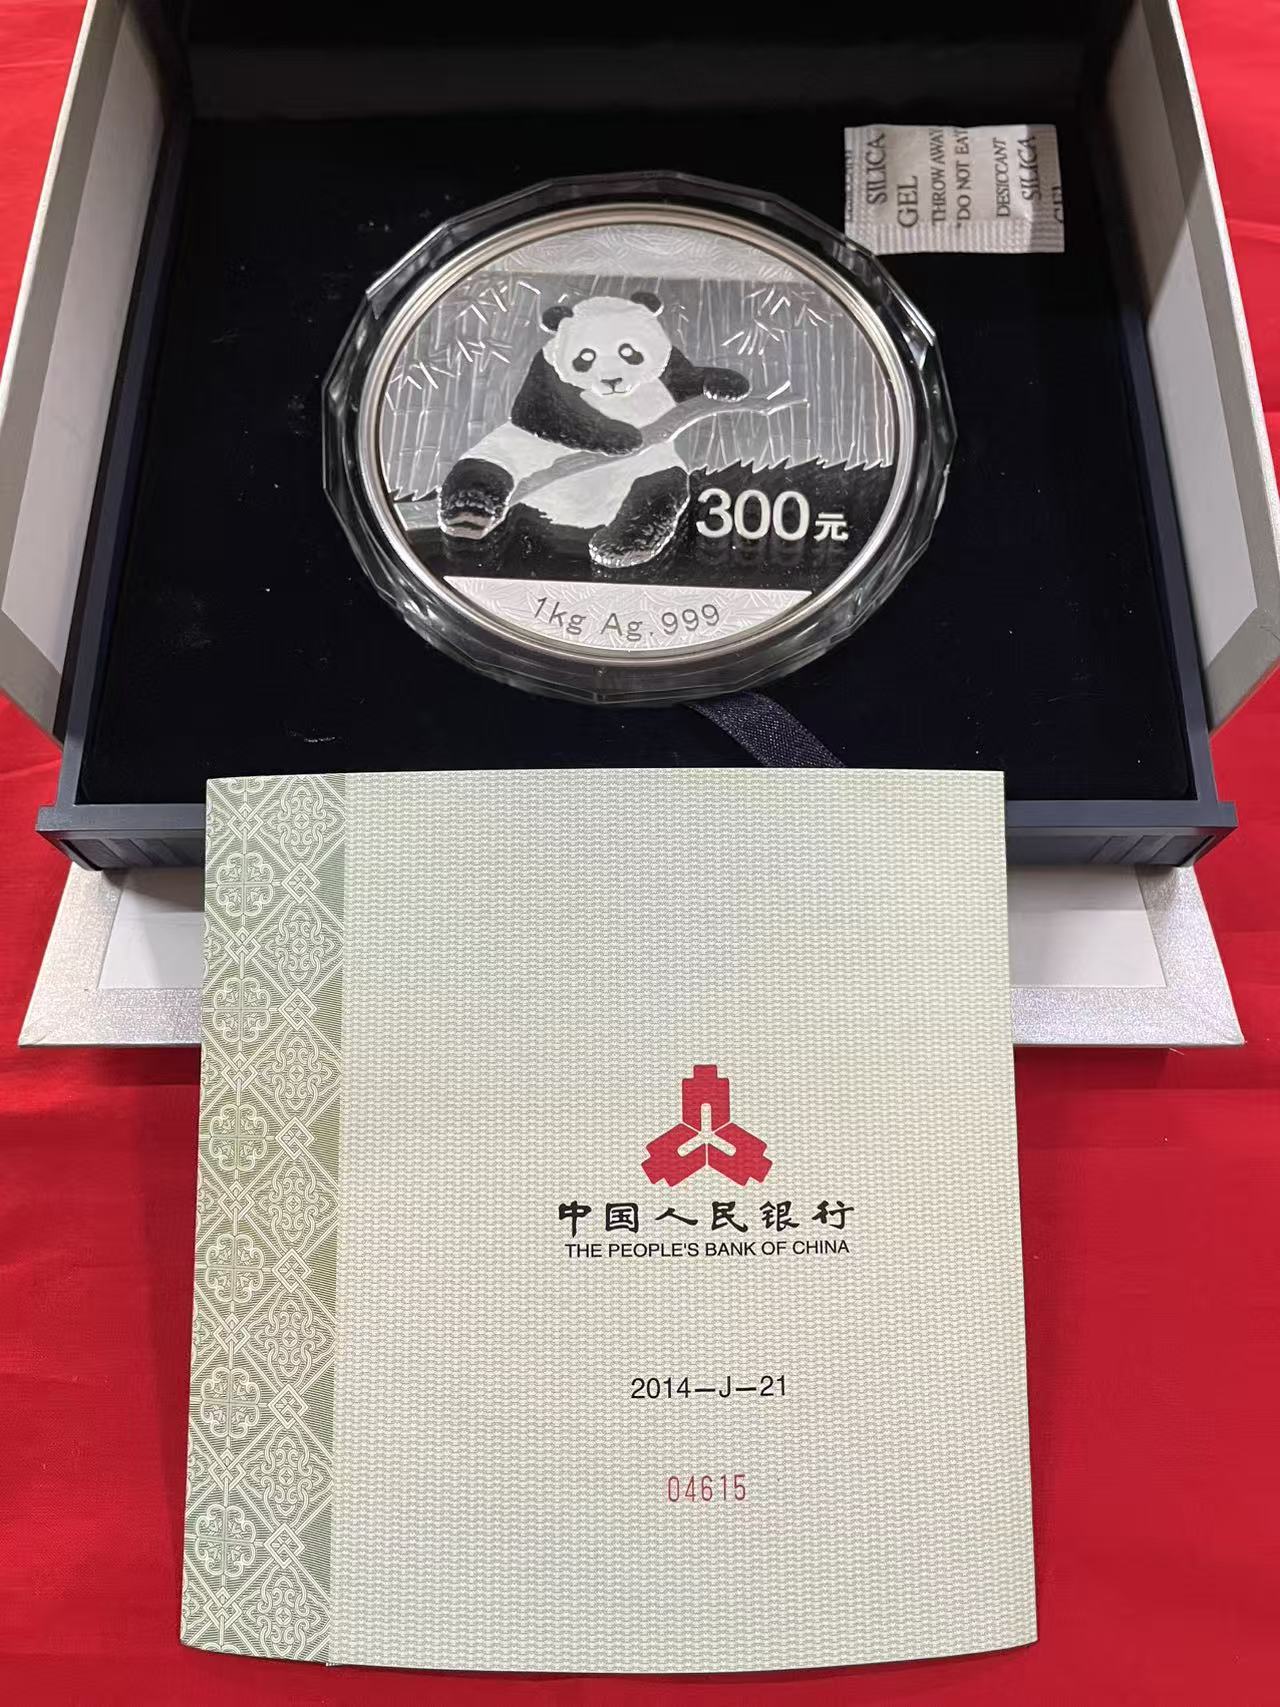 SILICA
GEL
THROW AWAY
"DO NOT EAT"
DESICCANT
SILICA
GEL
300元
1kg Ag.999
中国人民银行
THE PEOPLE'S BANK OF CHINA
2014—J—21
04615